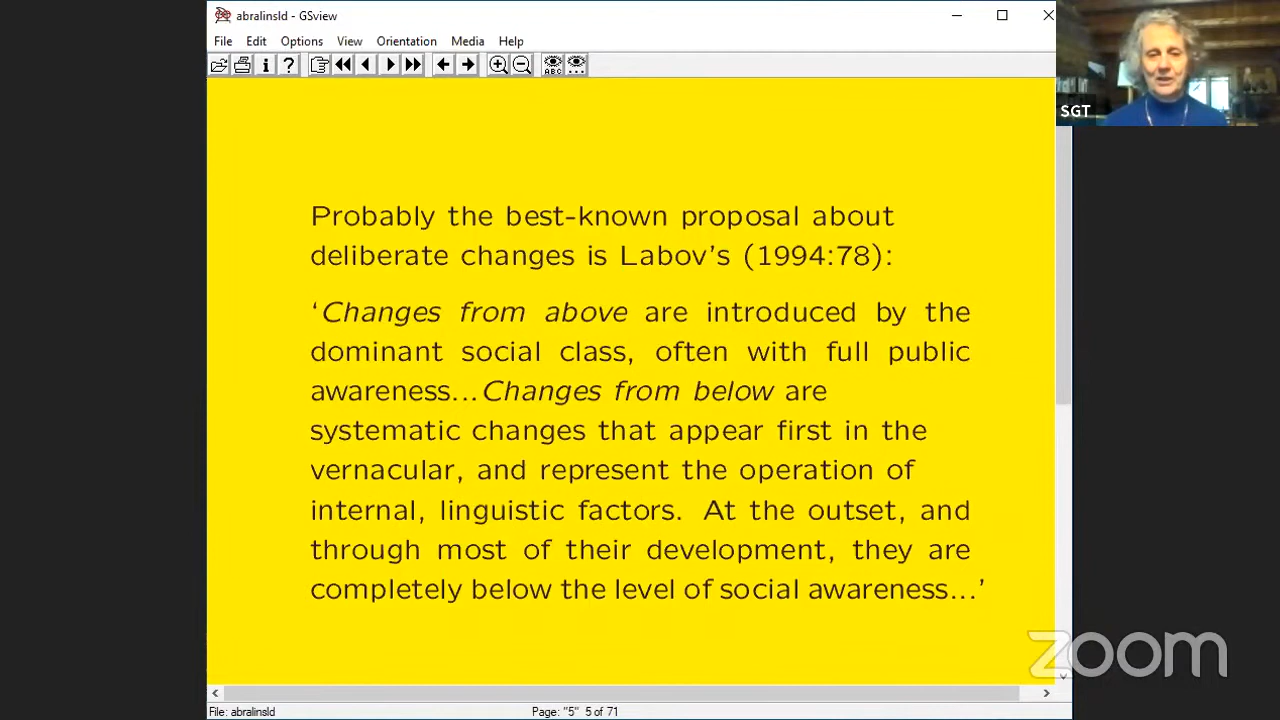 abralinsld - GSview
File Edit Options View Orientation Media Help
SGT
Probably the best-known proposal about
deliberate changes is Labov's (1994:78):
‘Changes from above are introduced by the
dominant social class, often with full public
awareness...Changes from below are
systematic changes that appear first in the
vernacular, and represent the operation of
internal, linguistic factors. At the outset, and
through most of their development, they are
completely below the level of social awareness...’
zoom
File: abralinsld Page: "5" 5 of 71